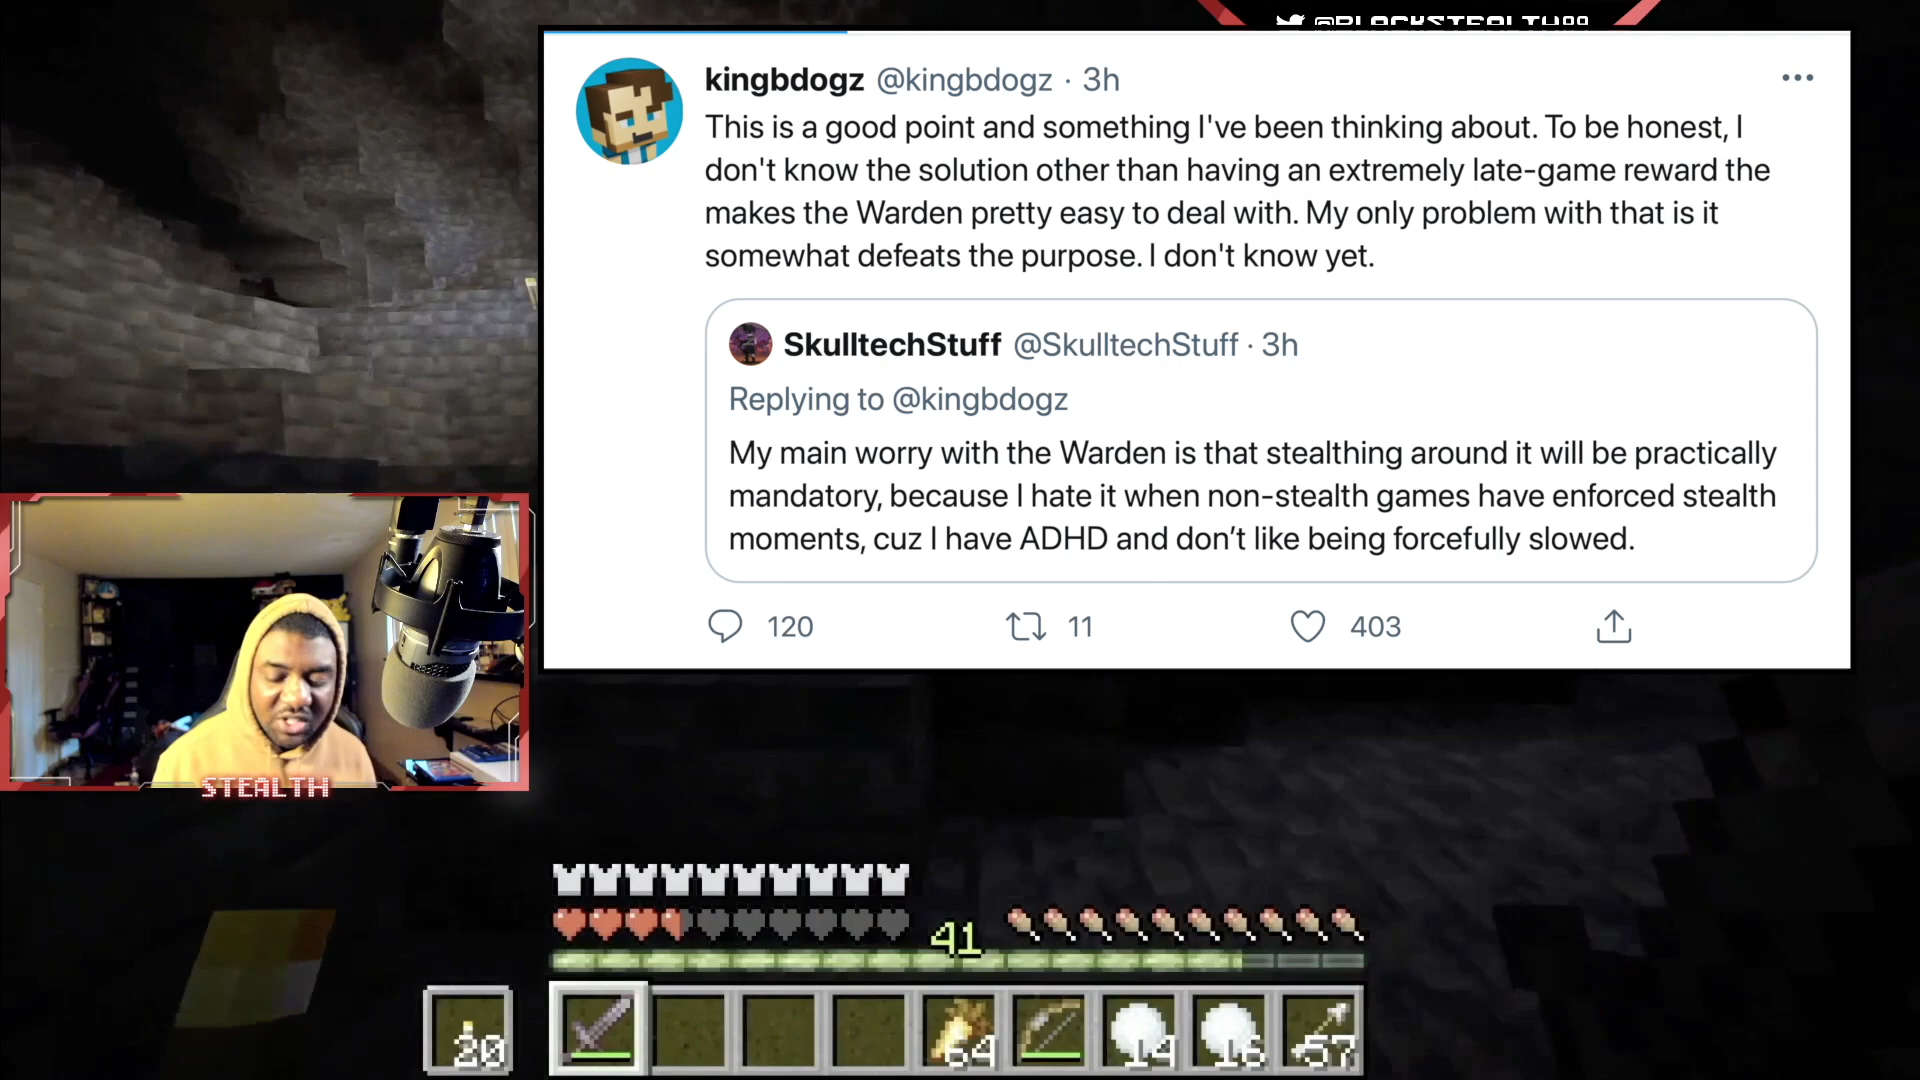 @BLACKSTEALTH99
kingbdogz @kingbdogz · 3h
This is a good point and something I've been thinking about. To be honest, I
don't know the solution other than having an extremely late-game reward the
makes the Warden pretty easy to deal with. My only problem with that is it
somewhat defeats the purpose. I don't know yet.
SkulltechStuff @SkulltechStuff · 3h
Replying to @kingbdogz
My main worry with the Warden is that stealthing around it will be practically
mandatory, because I hate it when non-stealth games have enforced stealth
moments, cuz I have ADHD and don’t like being forcefully slowed.
120 11 403
STEALTH
41
20 64 14 16 57